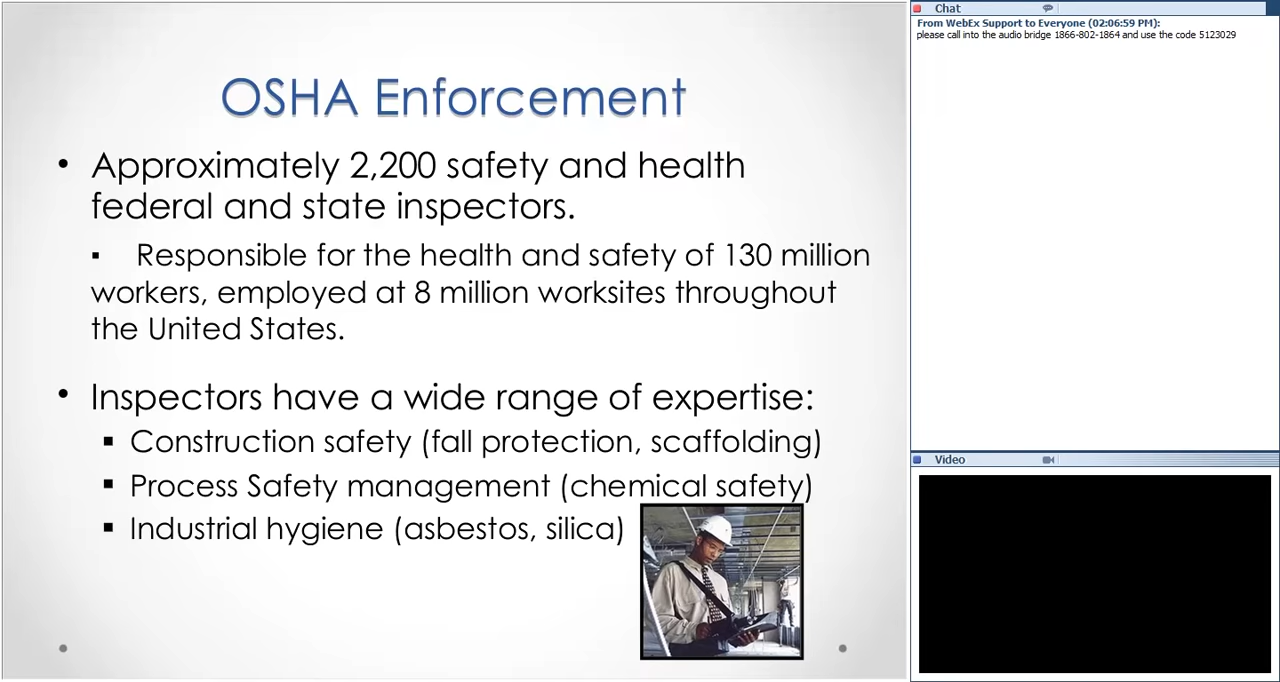 OSHA Enforcement
• Approximately 2,200 safety and health
federal and state inspectors.
▪ Responsible for the health and safety of 130 million
workers, employed at 8 million worksites throughout
the United States.
• Inspectors have a wide range of expertise:
▪ Construction safety (fall protection, scaffolding)
▪ Process Safety management (chemical safety)
▪ Industrial hygiene (asbestos, silica)
Chat
From WebEx Support to Everyone (02:06:59 PM):
please call into the audio bridge 1866-802-1864 and use the code 5123029
Video